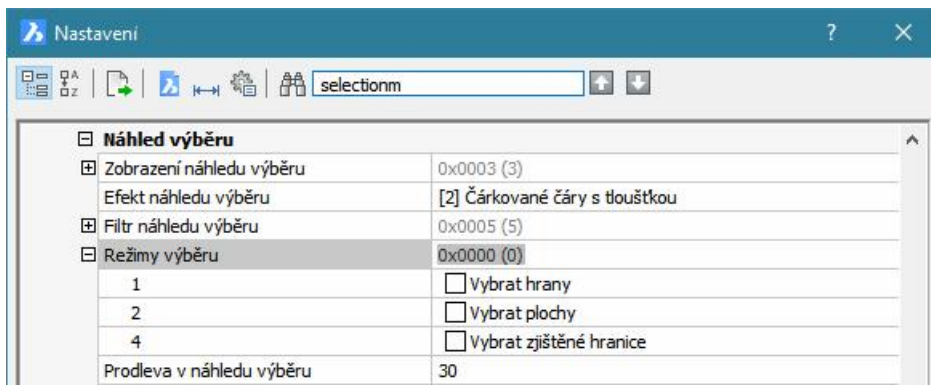 Nastavení
selectionm
Náhled výběru
Zobrazení náhledu výběru 0x0003 (3)
Efekt náhledu výběru [2] Čárkované čáry s tloušťkou
Filtr náhledu výběru 0x0005 (5)
Režimy výběru 0x0000 (0)
1 Vybrat hrany
2 Vybrat plochy
4 Vybrat zjištěné hranice
Prodleva v náhledu výběru 30